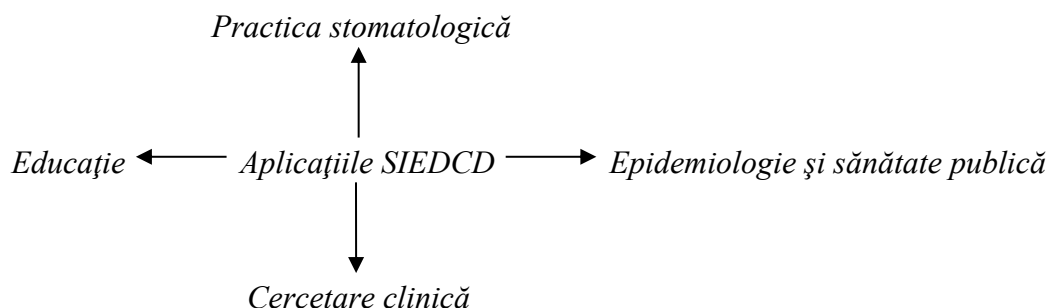 Practica stomatologică
Educaţie Aplicaţiile SIEDCD Epidemiologie şi sănătate publică
Cercetare clinică